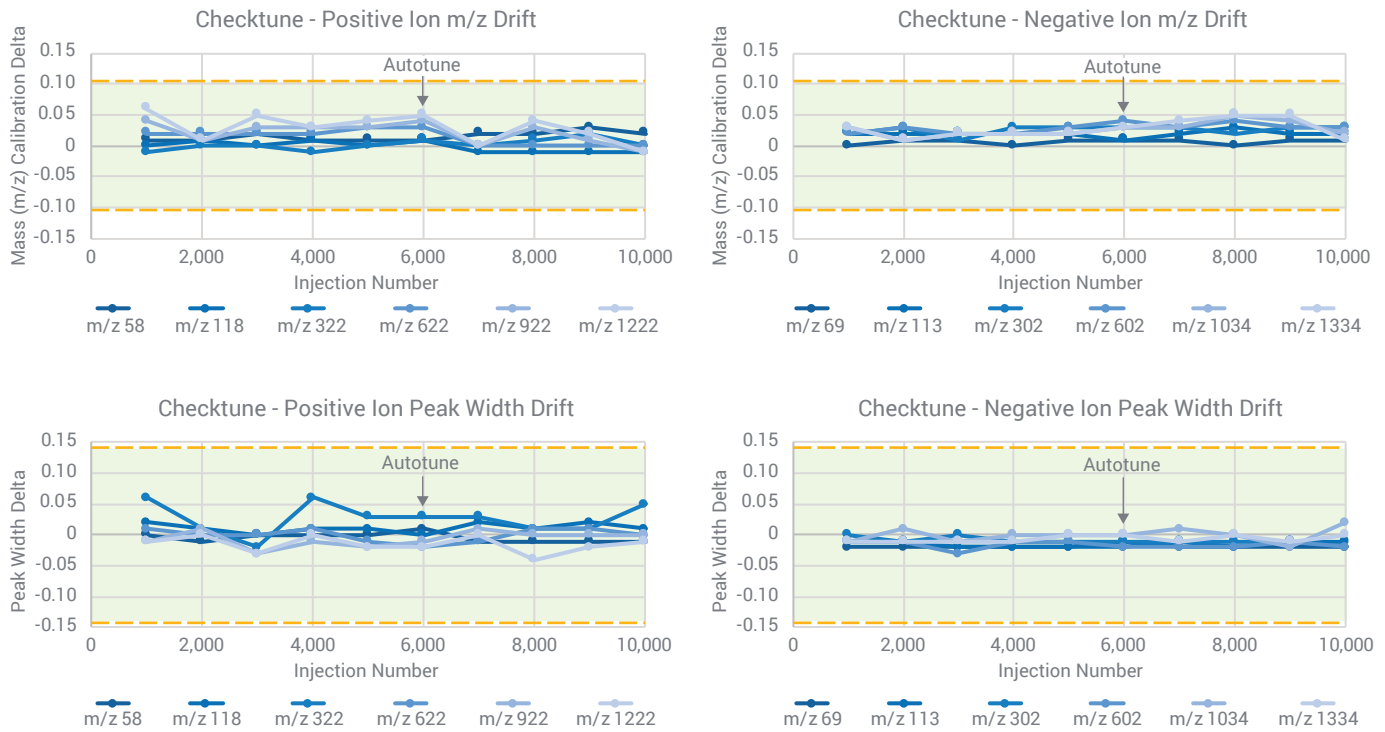 Checktune - Positive Ion m/z Drift
Mass (m/z) Calibration Delta
0.15
0.10
0.05
0
-0.05
-0.10
-0.15
Autotune
0 2,000 4,000 6,000 8,000 10,000
Injection Number
m/z 58 m/z 118 m/z 322 m/z 622 m/z 922 m/z 1222
Checktune - Negative Ion m/z Drift
Mass (m/z) Calibration Delta
0.15
0.10
0.05
0
-0.05
-0.10
-0.15
Autotune
0 2,000 4,000 6,000 8,000 10,000
Injection Number
m/z 69 m/z 113 m/z 302 m/z 602 m/z 1034 m/z 1334
Checktune - Positive Ion Peak Width Drift
Peak Width Delta
0.15
0.10
0.05
0
-0.05
-0.10
-0.15
Autotune
0 2,000 4,000 6,000 8,000 10,000
Injection Number
m/z 58 m/z 118 m/z 322 m/z 622 m/z 922 m/z 1222
Checktune - Negative Ion Peak Width Drift
Peak Width Delta
0.15
0.10
0.05
0
-0.05
-0.10
-0.15
Autotune
0 2,000 4,000 6,000 8,000 10,000
Injection Number
m/z 69 m/z 113 m/z 302 m/z 602 m/z 1034 m/z 1334